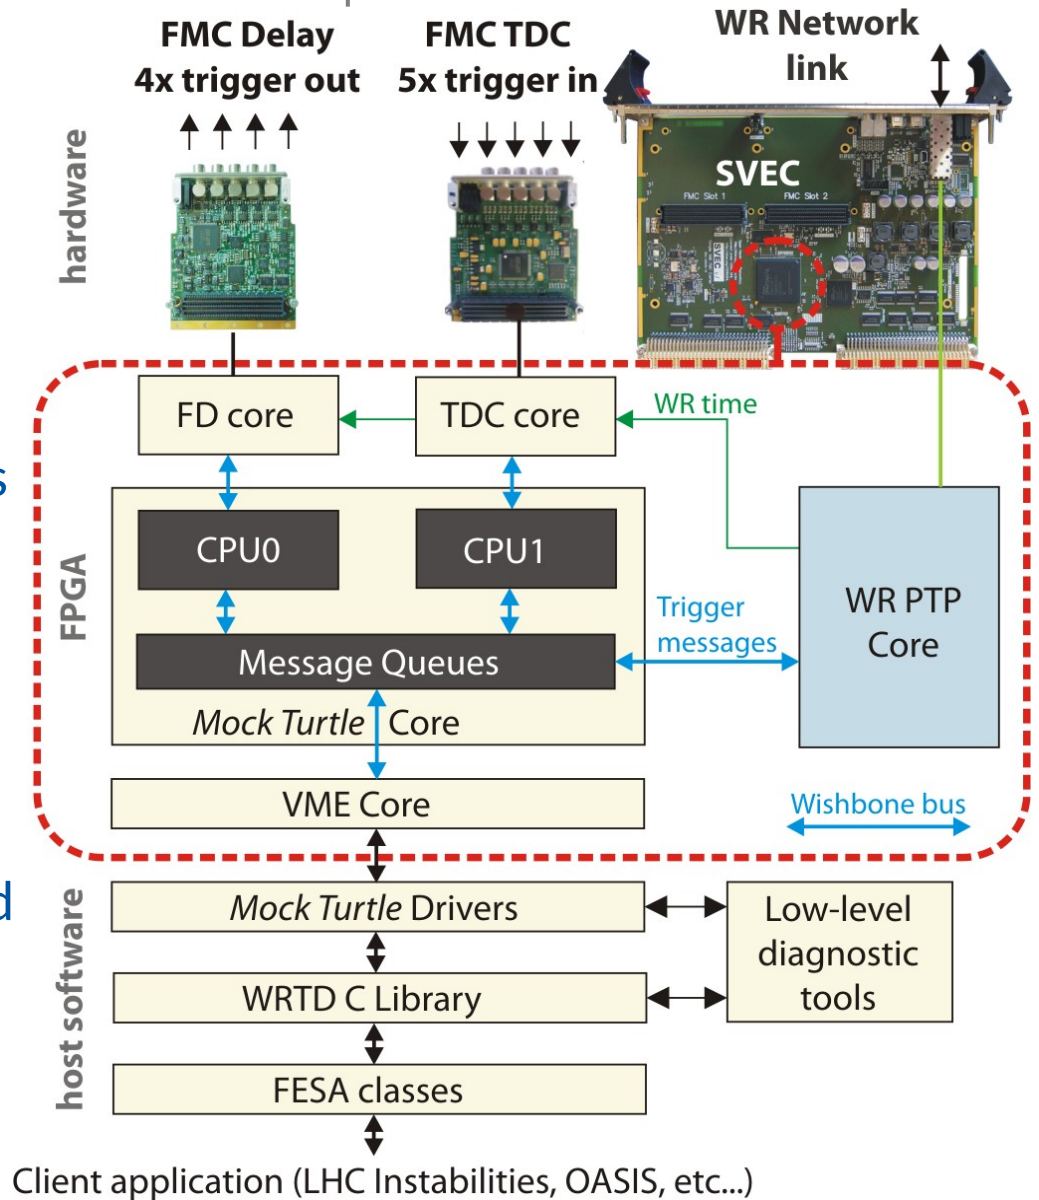 FMC Delay
4x trigger out
FMC TDC
5x trigger in
WR Network
link
hardware
SVEC
FMC Slot 1
FMC Slot 2
SVEC
FD core
TDC core
WR time
s
CPU0
CPU1
FPGA
WR PTP
Core
Trigger
messages
Message Queues
Mock Turtle Core
VME Core
Wishbone bus
d
host software
Mock Turtle Drivers
Low-level
diagnostic
tools
WRTD C Library
FESA classes
Client application (LHC Instabilities, OASIS, etc...)